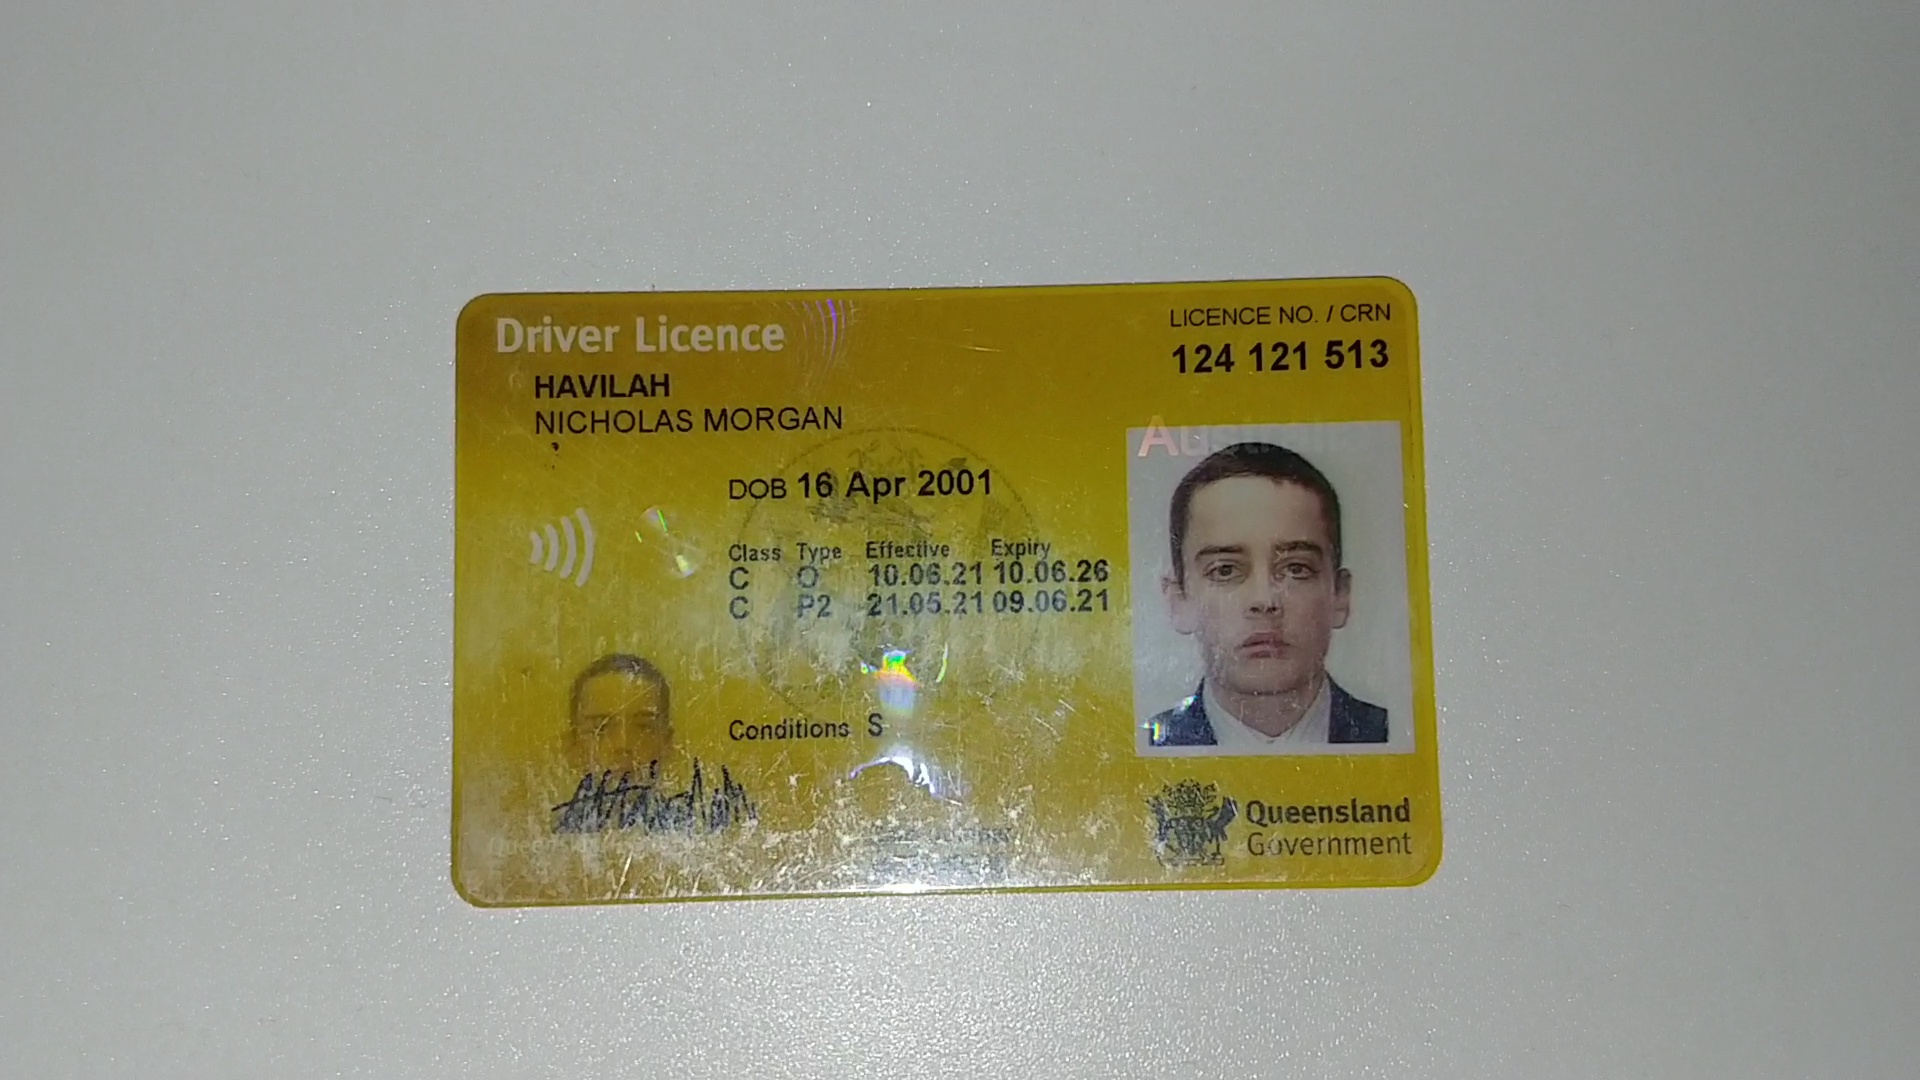 Driver Licence
LICENCE NO. / CRN
124 121 513
HAVILAH
NICHOLAS MORGAN
Australia
DOB 16 Apr 2001
Class Type Effective Expiry
C O 10.06.21 10.06.26
C P2 21.05.21 09.06.21
Conditions S
Queensland
Government